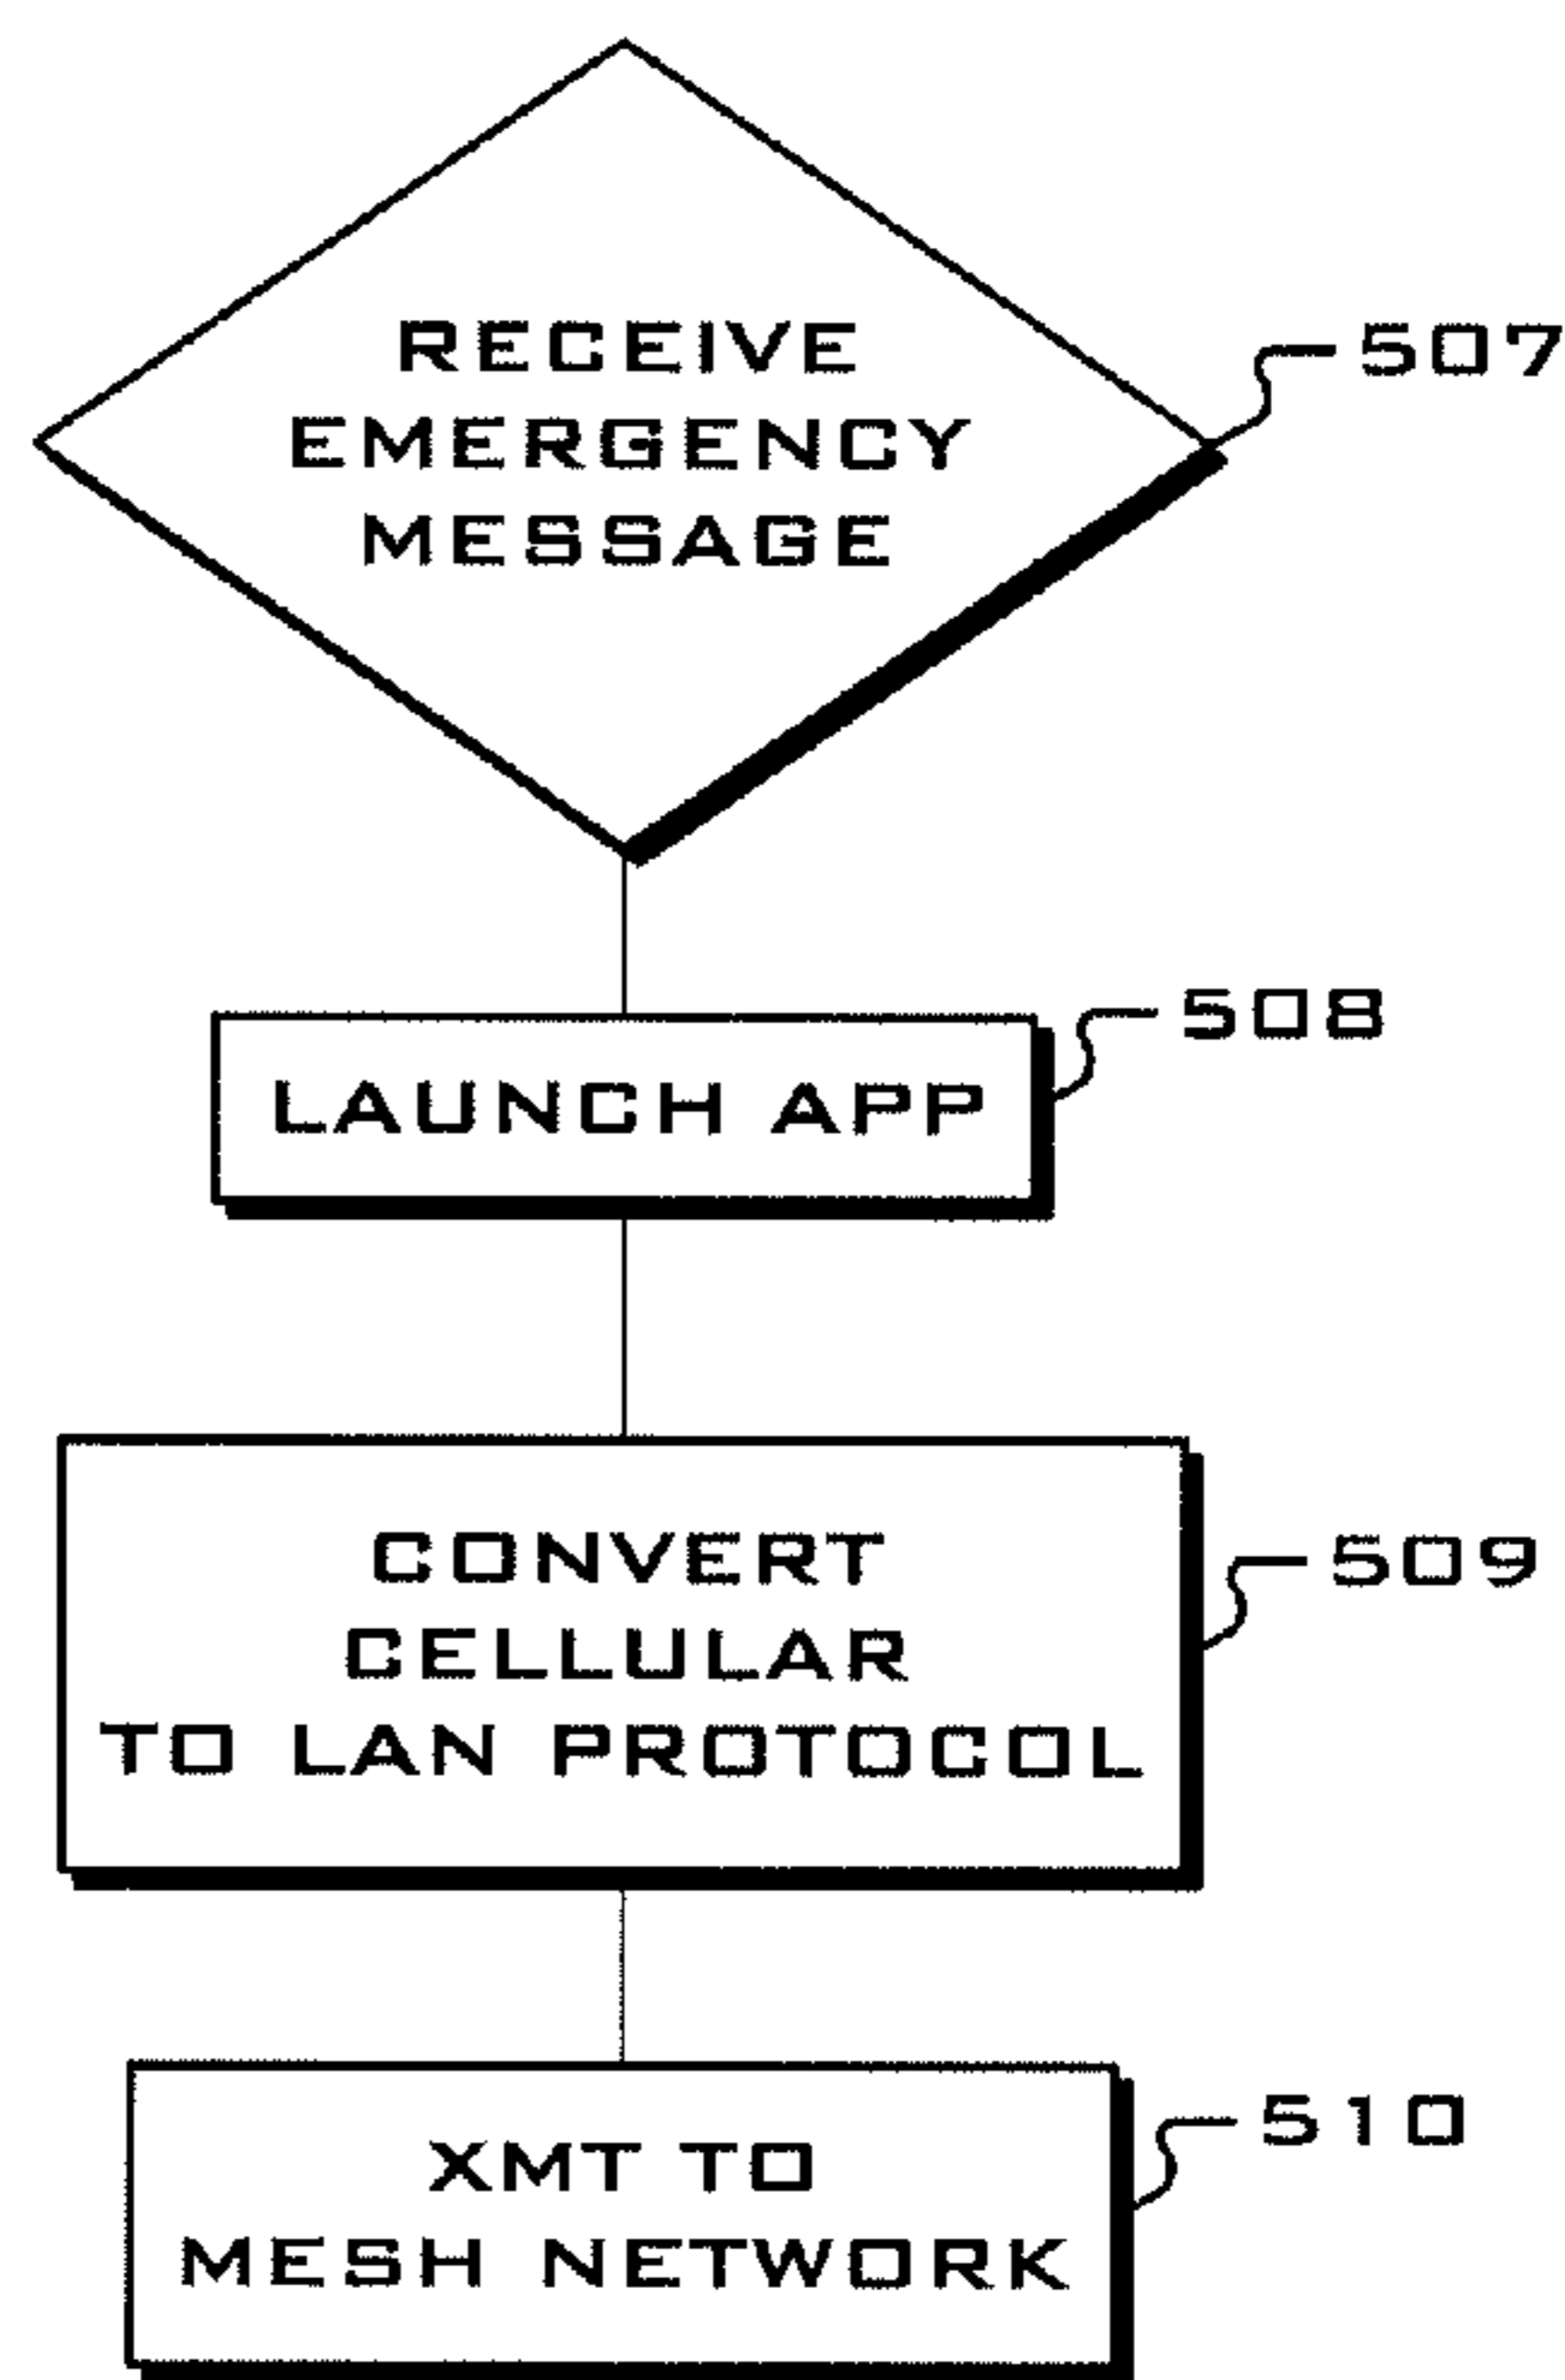 RECEIVE
EMERGENCY
MESSAGE
507
LAUNCH APP
508
CONVERT
CELLULAR
TO LAN PROTOCOL
509
XMT TO
MESH NETWORK
510